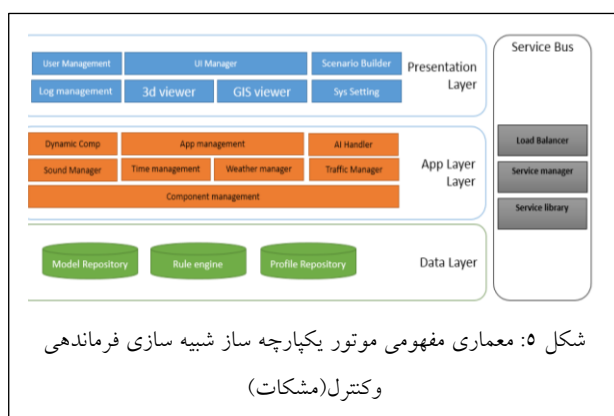 User Management
UI Manager
Scenario Builder
Log management
3d viewer
GIS viewer
Sys Setting
Presentation
Layer
Dynamic Comp
App management
AI Handler
Sound Manager
Time management
Weather manager
Traffic Manager
Component management
App Layer
Layer
Model Repository
Rule engine
Profile Repository
Data Layer
Service Bus
Load Balancer
Service manager
Service library
شکل ۵: معماری مفهومی موتور یکپارچه ساز شبیه سازی فرماندهی
وکنترل(مشکات)